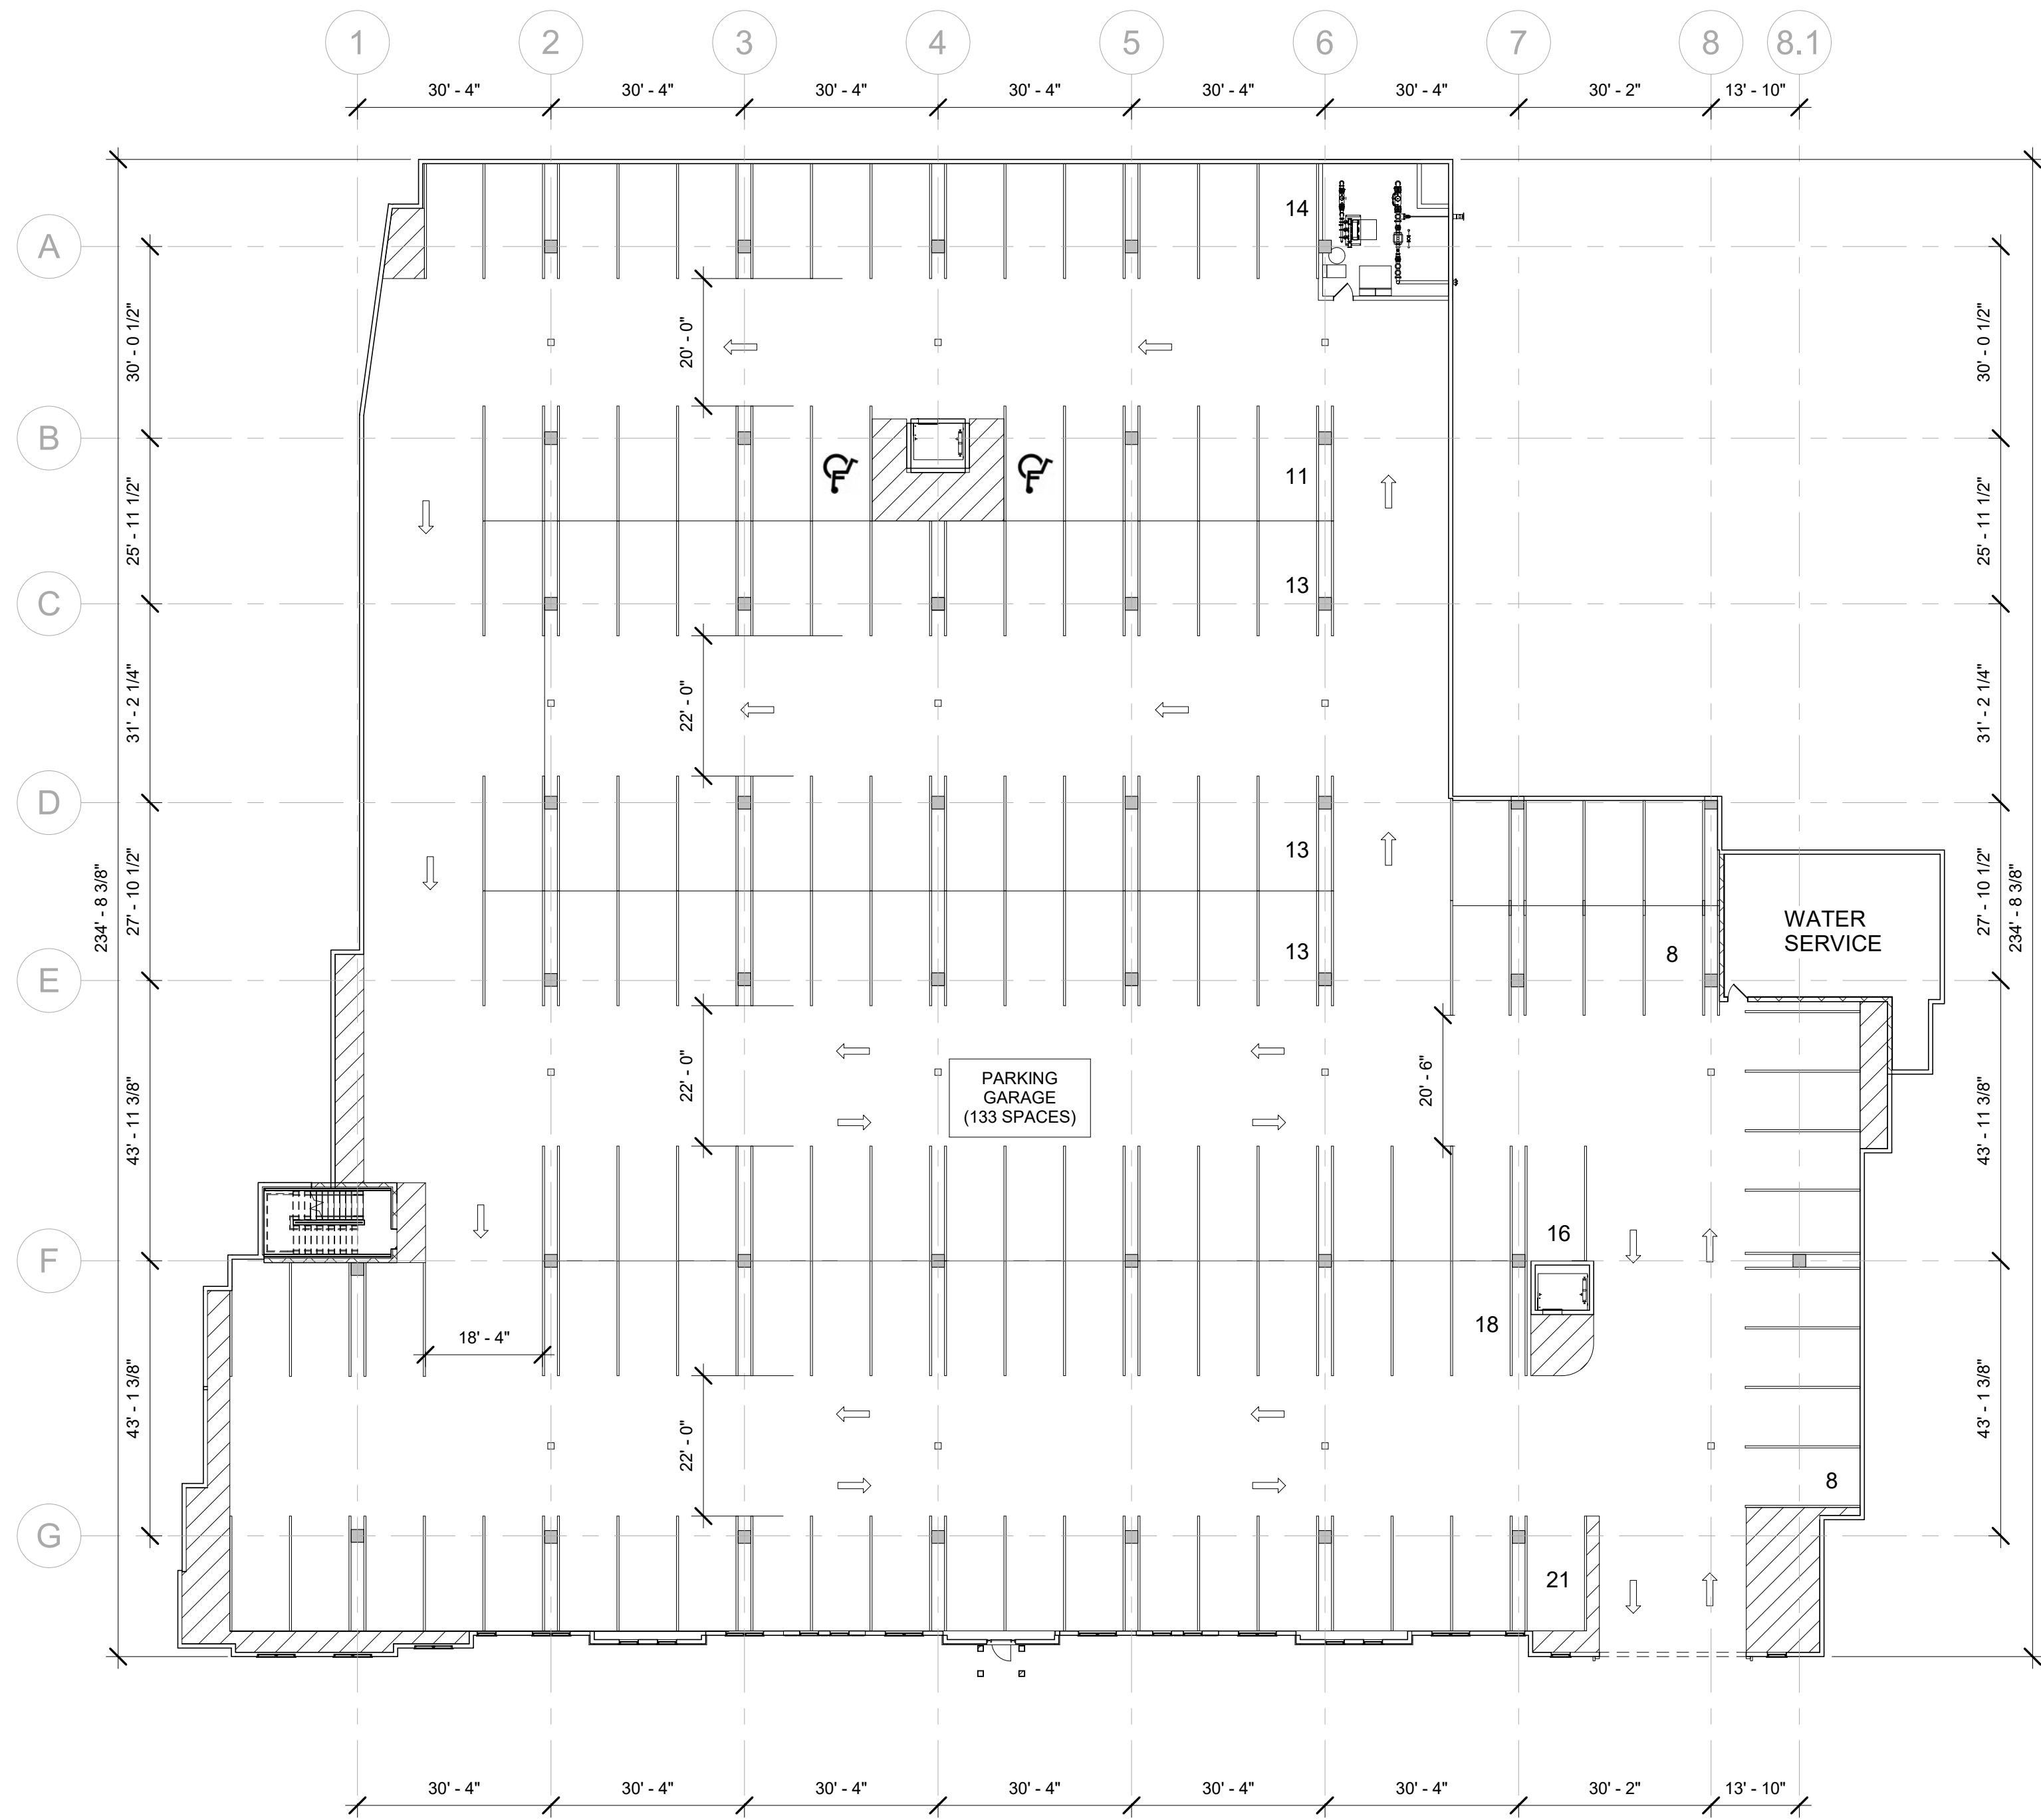 1 2 3 4 5 6 7 8 8.1
30' - 4" 30' - 4" 30' - 4" 30' - 4" 30' - 4" 30' - 4" 30' - 2" 13' - 10"
14
A
30' - 0 1/2"
20' - 0"
30' - 0 1/2"
B
11
25' - 11 1/2"
25' - 11 1/2"
13
C
31' - 2 1/4"
22' - 0"
31' - 2 1/4"
D
13
234' - 8 3/8"
27' - 10 1/2"
27' - 10 1/2"
234' - 8 3/8"
WATER
SERVICE
13
8
E
43' - 11 3/8"
22' - 0"
PARKING
GARAGE
(133 SPACES)
20' - 6"
43' - 11 3/8"
16
F
18' - 4"
18
43' - 1 3/8"
22' - 0"
43' - 1 3/8"
8
G
21
30' - 4" 30' - 4" 30' - 4" 30' - 4" 30' - 4" 30' - 4" 30' - 2" 13' - 10"